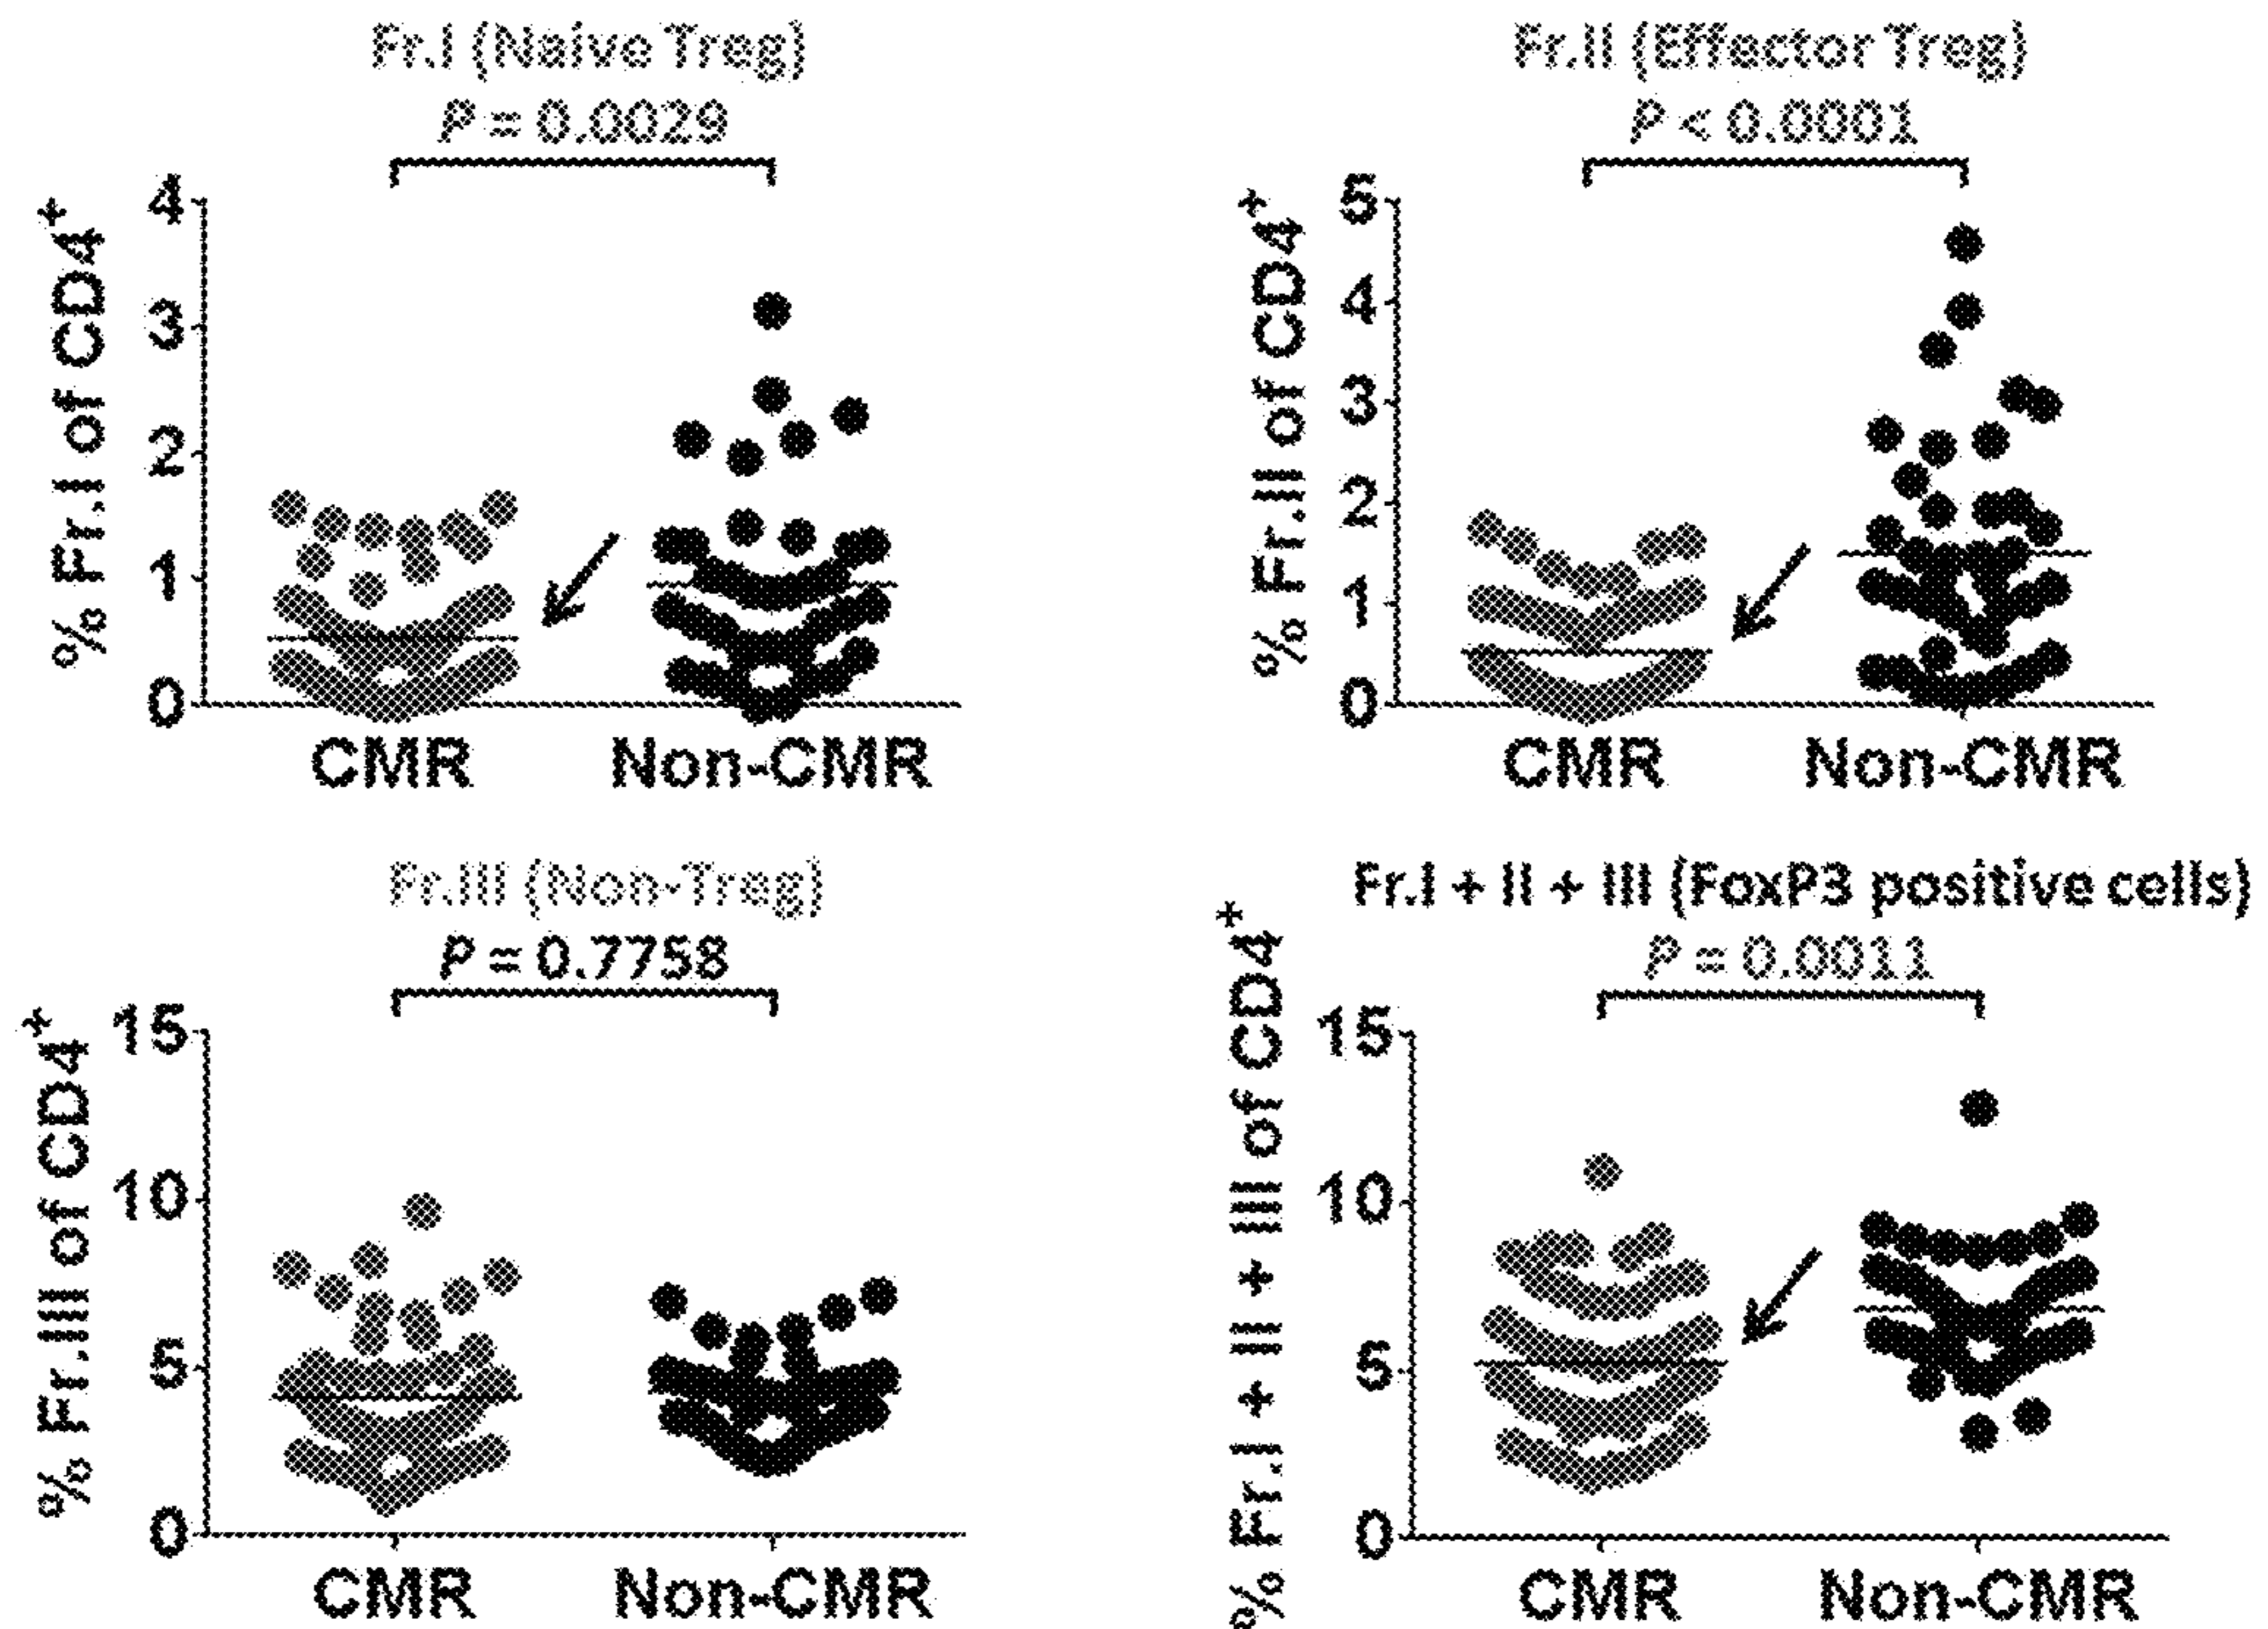 Fr.I (Naive Treg)
P = 0.0029
% Fr.I of CD4+
4
3
2
1
0
CMR
Non-CMR
Fr.II (Effector Treg)
P < 0.0001
% Fr.II of CD4+
5
4
3
2
1
0
CMR
Non-CMR
Fr.III (Non-Treg)
P = 0.7758
% Fr.III of CD4+
15
10
5
0
CMR
Non-CMR
Fr.I + II + III (FoxP3 positive cells)
P = 0.0011
% Fr.I + II + III of CD4+
15
10
5
0
CMR
Non-CMR